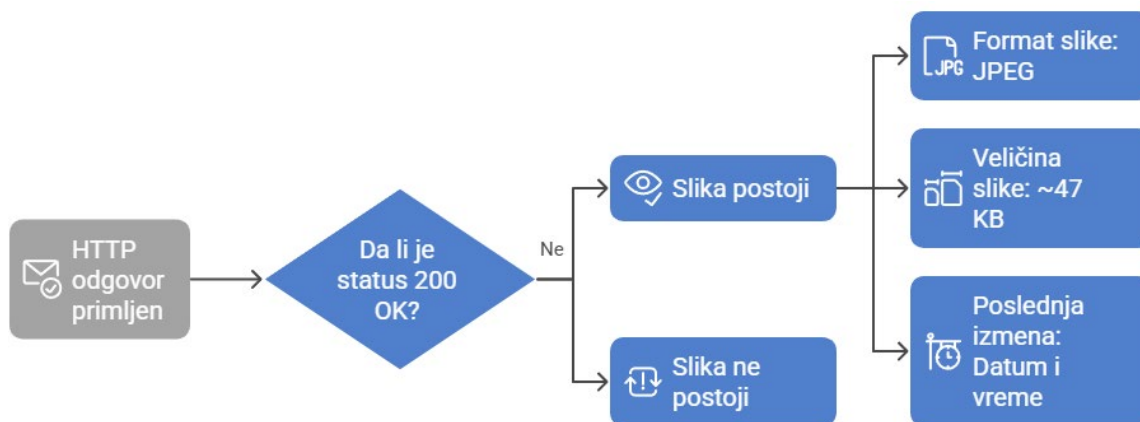 HTTP
odgovor
primljen
Da li je
status 200
OK?
Ne
Slika postoji
Slika ne
postoji
JPG
Format slike:
JPEG
Veličina
slike: ~47
KB
Poslednja
izmena:
Datum i
vreme